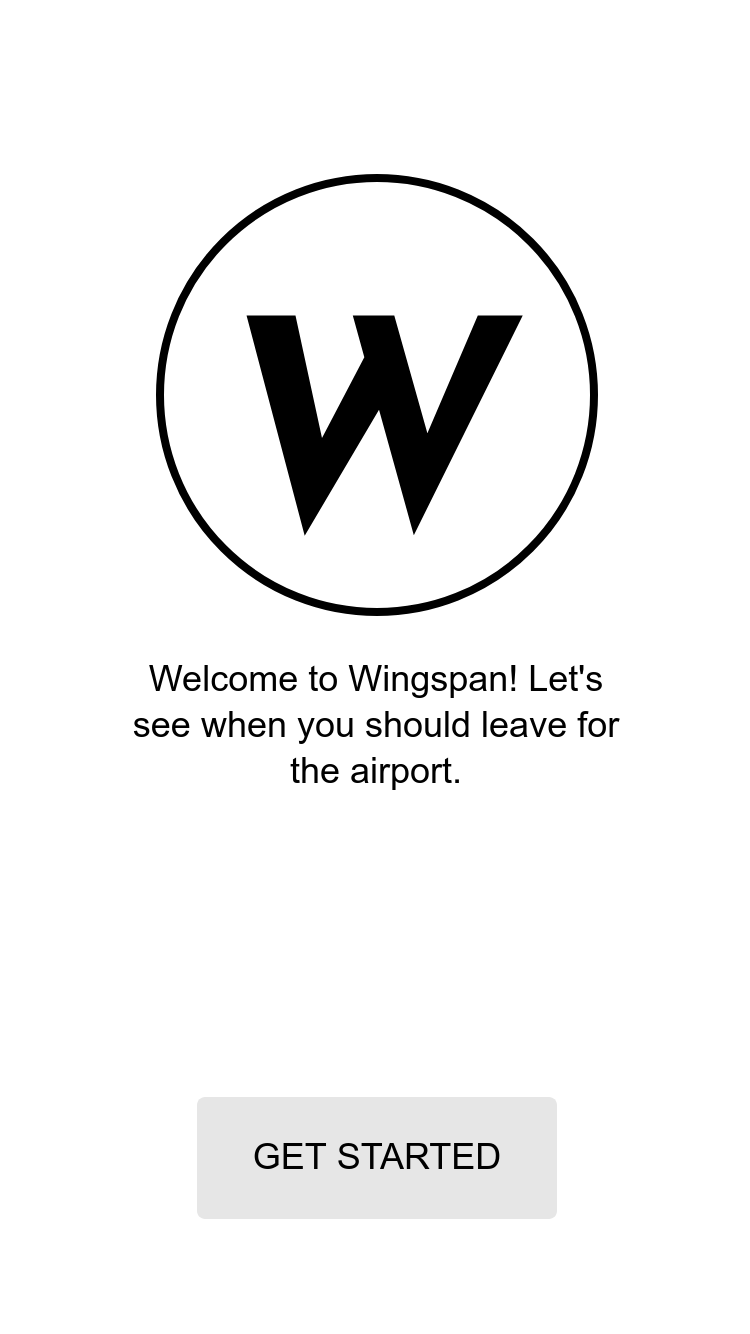 W
Welcome to Wingspan! Let's
see when you should leave for
the airport.
GET STARTED